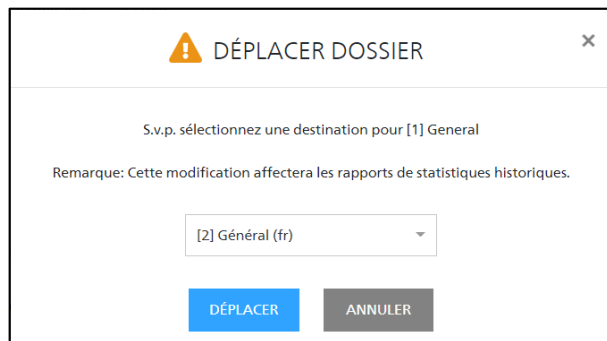 DÉPLACER DOSSIER
S.v.p. sélectionnez une destination pour [1] General
Remarque: Cette modification affectera les rapports de statistiques historiques.
[2] Général (fr)
DÉPLACER ANNULER